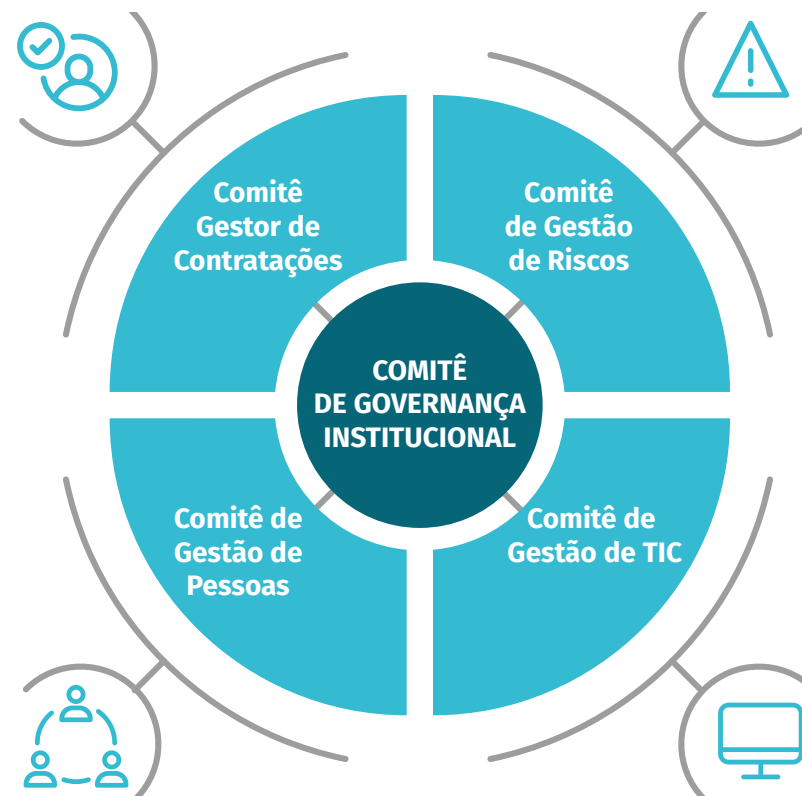 Comitê
Gestor de
Contratações
Comitê
de Gestão
de Riscos
COMITÊ
DE GOVERNANÇA
INSTITUCIONAL
Comitê de
Gestão de
Pessoas
Comitê de
Gestão de TIC